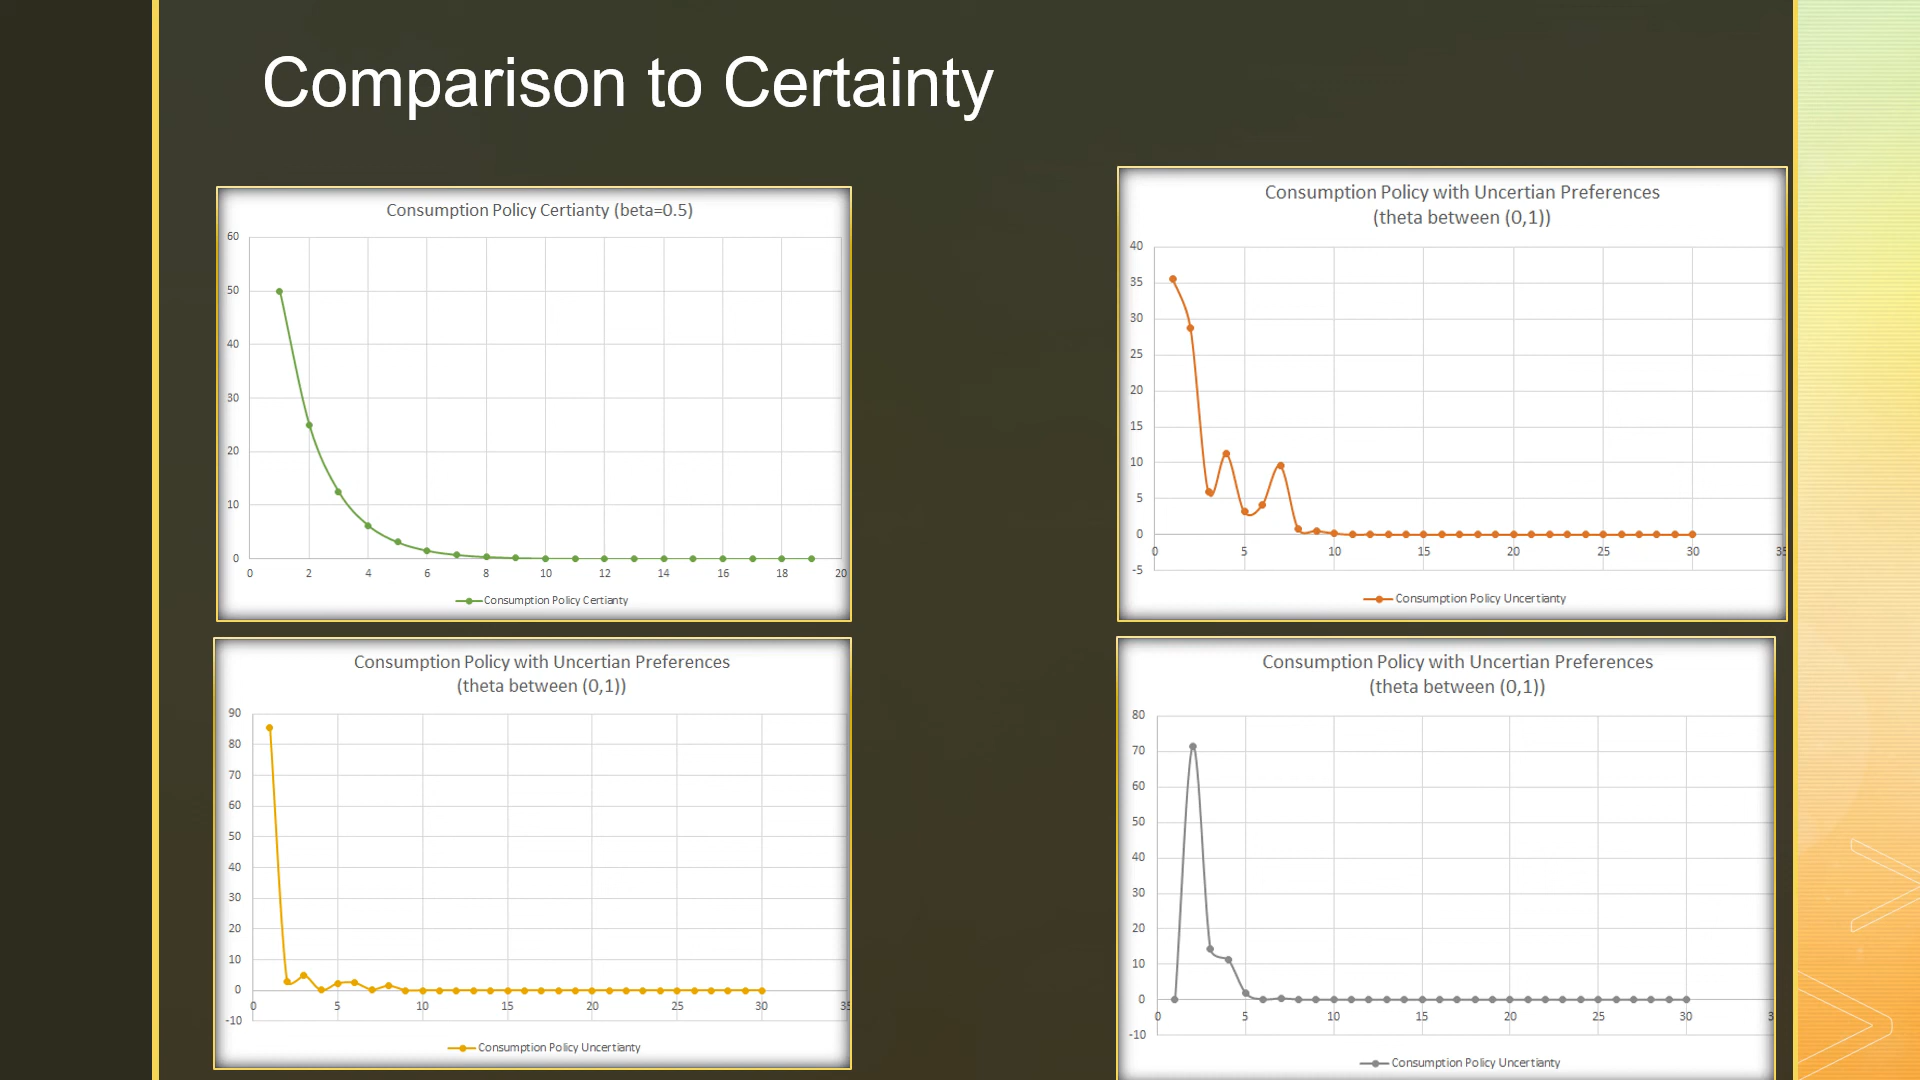 Comparison to Certainty
Consumption Policy Certianty (beta=0.5)
60
50
40
30
20
10
0
0 2 4 6 8 10 12 14 16 18 20
Consumption Policy Certianty
Consumption Policy with Uncertian Preferences
(theta between (0,1))
40
35
30
25
20
15
10
5
0
-5
0 5 10 15 20 25 30 35
Consumption Policy Uncertianty
Consumption Policy with Uncertian Preferences
(theta between (0,1))
90
80
70
60
50
40
30
20
10
0
-10
0 5 10 15 20 25 30 35
Consumption Policy Uncertianty
Consumption Policy with Uncertian Preferences
(theta between (0,1))
80
70
60
50
40
30
20
10
0
-10
0 5 10 15 20 25 30 3
Consumption Policy Uncertianty